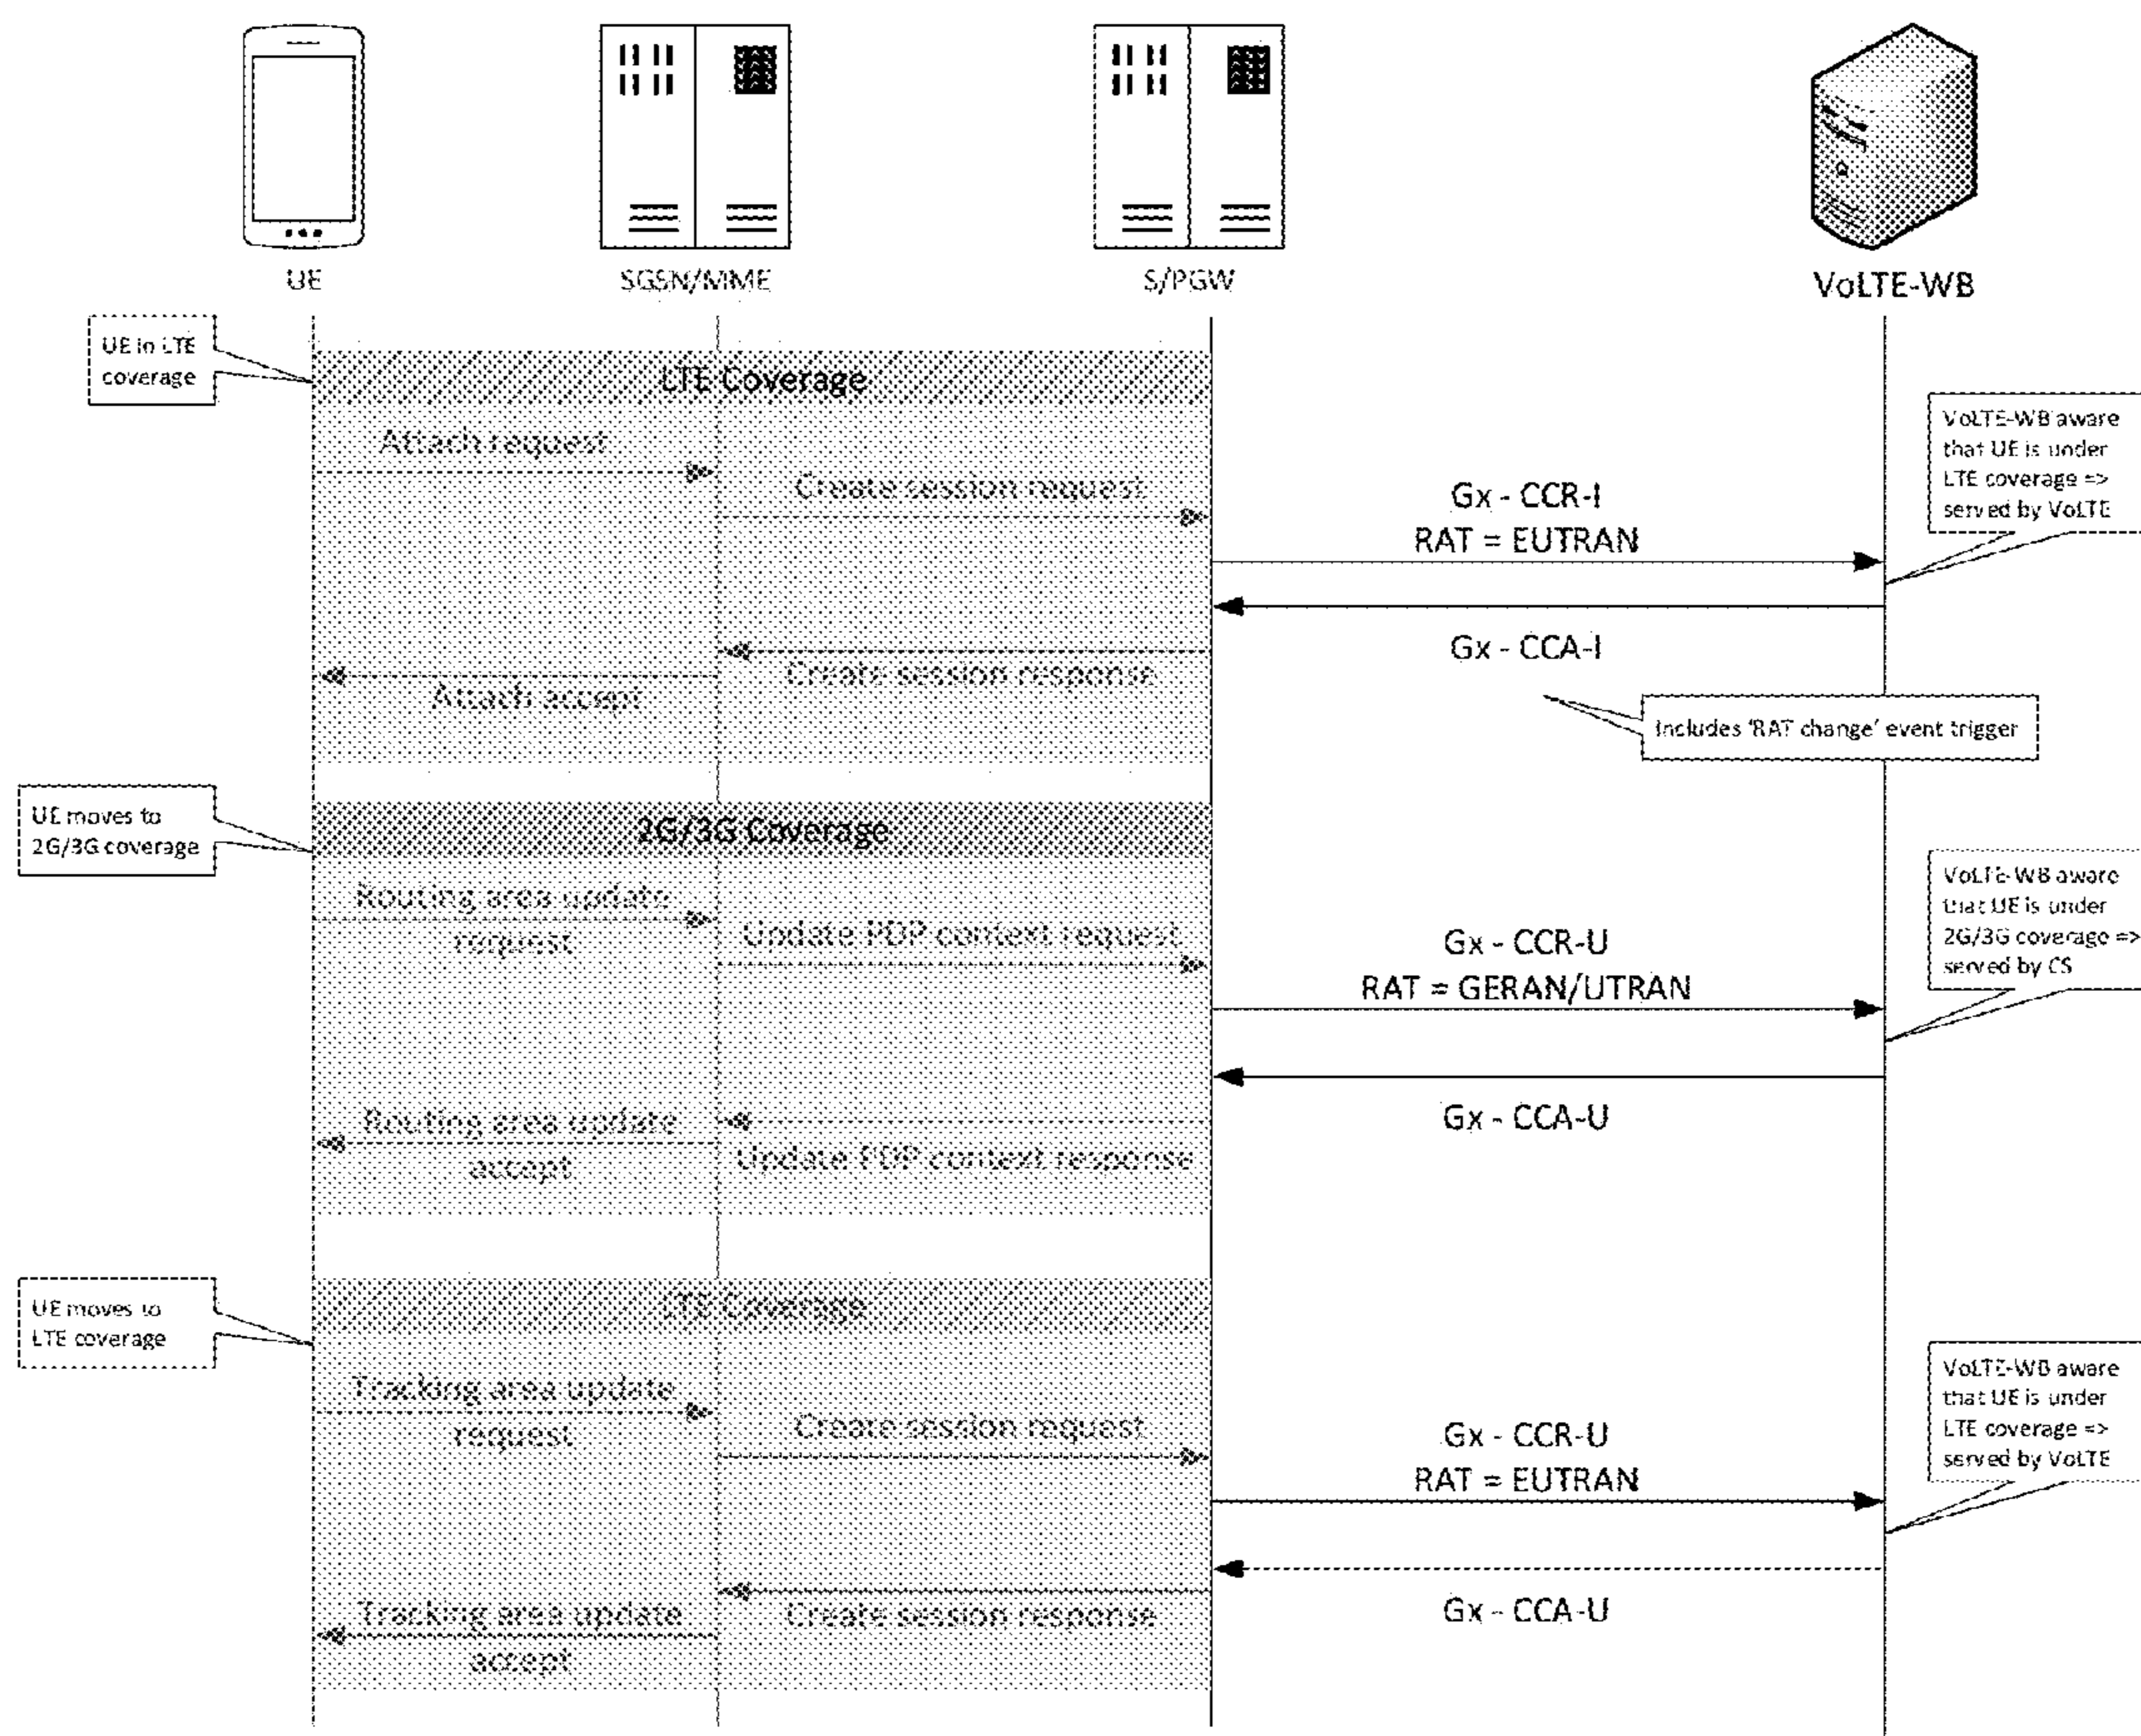 UE
SGSN/MME
S/PGW
VoLTE-WB
UE in LTE
coverage
LTE Coverage
Attach request
Create session request
Gx - CCR-I
RAT = EUTRAN
VoLTE-WB aware
that UE is under
LTE coverage =>
served by VoLTE
Gx - CCA-I
Create session response
Attach accept
Includes 'RAT change' event trigger
UE moves to
2G/3G coverage
2G/3G Coverage
Routing area update
request
Update PDP context request
Gx - CCR-U
RAT = GERAN/UTRAN
VoLTE-WB aware
that UE is under
2G/3G coverage =>
served by CS
Gx - CCA-U
Routing area update
accept
Update PDP context response
UE moves to
LTE coverage
LTE Coverage
Tracking area update
request
Create session request
Gx - CCR-U
RAT = EUTRAN
VoLTE-WB aware
that UE is under
LTE coverage =>
served by VoLTE
Gx - CCA-U
Create session response
Tracking area update
accept